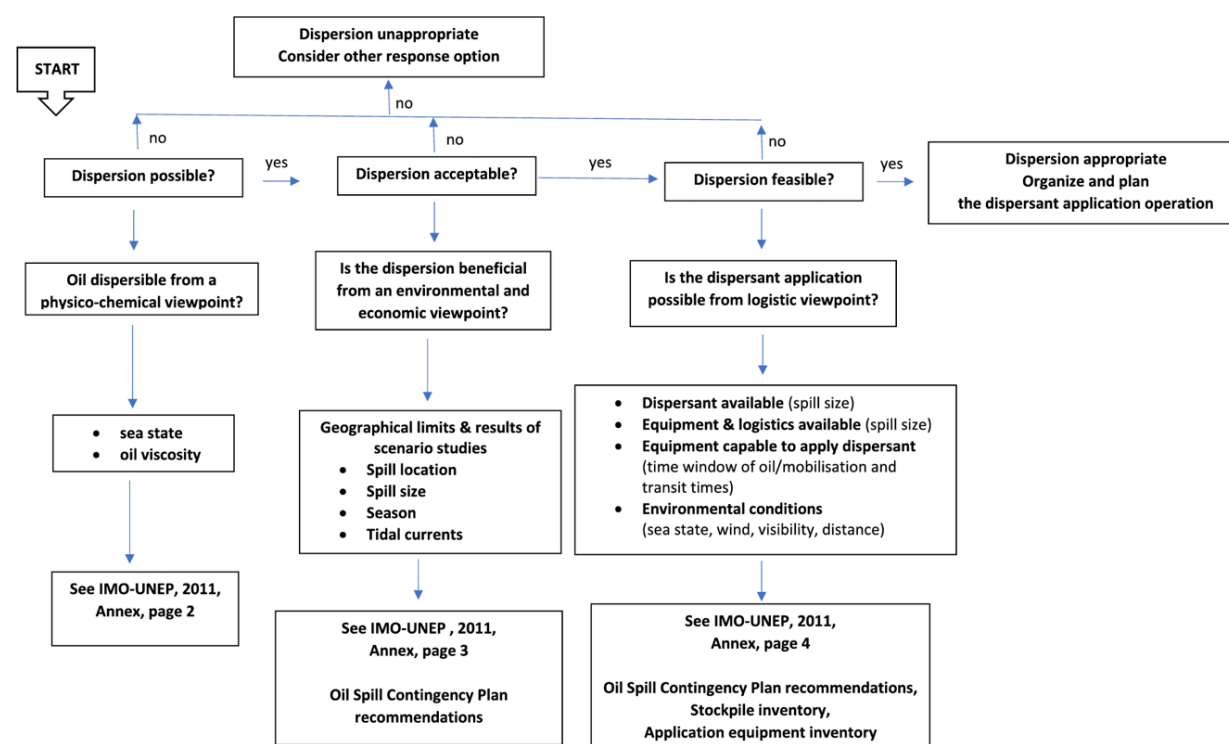 Dispersion unappropriate
Consider other response option
START
no
no
no
no
Dispersion possible?
yes
Dispersion acceptable?
yes
Dispersion feasible?
yes
Dispersion appropriate
Organize and plan
the dispersant application operation
Oil dispersible from a
physico-chemical viewpoint?
Is the dispersion beneficial
from an environmental and
economic viewpoint?
Is the dispersant application
possible from logistic viewpoint?
• sea state
• oil viscosity
Geographical limits & results of
scenario studies
• Spill location
• Spill size
• Season
• Tidal currents
• Dispersant available (spill size)
• Equipment & logistics available (spill size)
• Equipment capable to apply dispersant
(time window of oil/mobilisation and
transit times)
• Environmental conditions
(sea state, wind, visibility, distance)
See IMO-UNEP, 2011,
Annex, page 2
See IMO-UNEP , 2011,
Annex, page 3
Oil Spill Contingency Plan
recommendations
See IMO-UNEP, 2011,
Annex, page 4
Oil Spill Contingency Plan recommendations,
Stockpile inventory,
Application equipment inventory